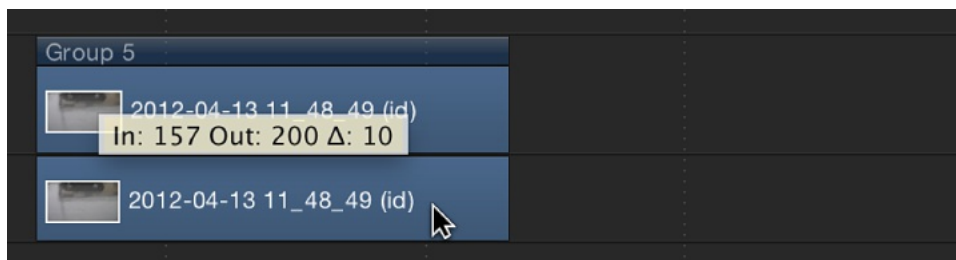 Group 5
2012-04-13 11_48_49 (id)
In: 157 Out: 200 Δ: 10
2012-04-13 11_48_49 (id)